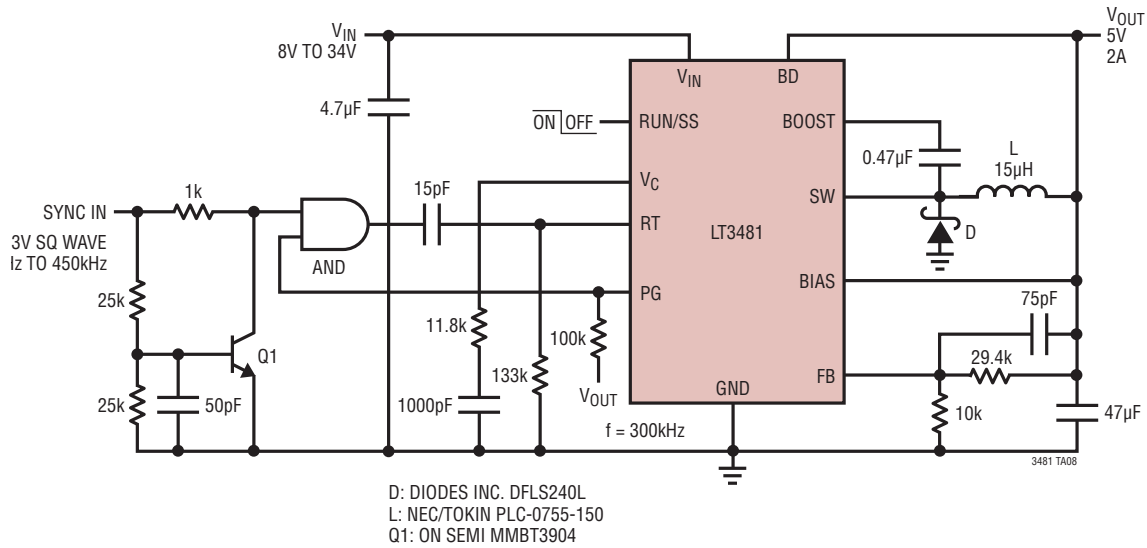 VIN
8V TO 34V
VOUT
5V
2A
4.7µF
ON OFF
VIN
BD
RUN/SS
BOOST
0.47µF
L
15µH
1k
15pF
VC
SW
SYNC IN
RT
LT3481
D
3V SQ WAVE
lz TO 450kHz
AND
BIAS
25k
PG
75pF
11.8k
100k
29.4k
Q1
133k
FB
25k
50pF
1000pF
VOUT
GND
10k
47µF
f = 300kHz
3481 TA08
D: DIODES INC. DFLS240L
L: NEC/TOKIN PLC-0755-150
Q1: ON SEMI MMBT3904